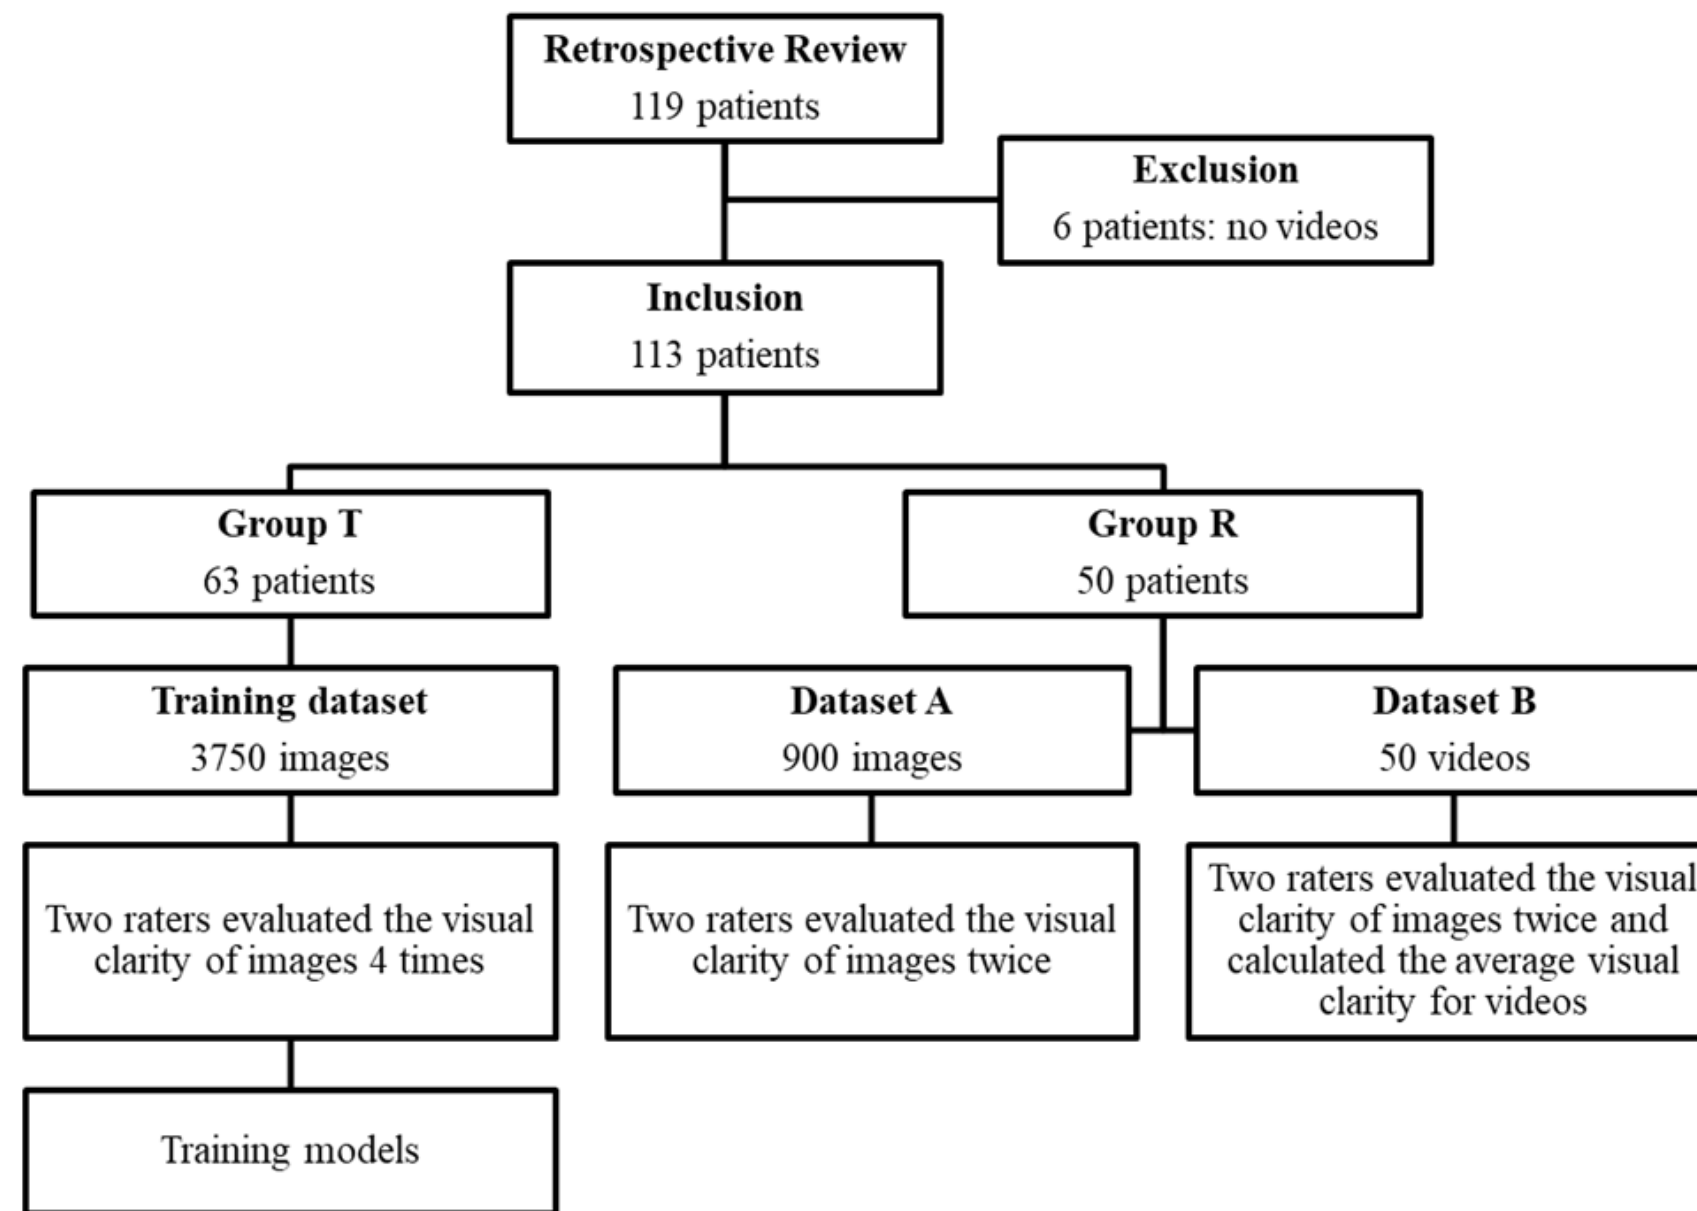 Retrospective Review
119 patients
Exclusion
6 patients: no videos
Inclusion
113 patients
Group T
63 patients
Group R
50 patients
Training dataset
3750 images
Dataset A
900 images
Dataset B
50 videos
Two raters evaluated the visual
clarity of images 4 times
Two raters evaluated the visual
clarity of images twice
Two raters evaluated the visual
clarity of images twice and
calculated the average visual
clarity for videos
Training models